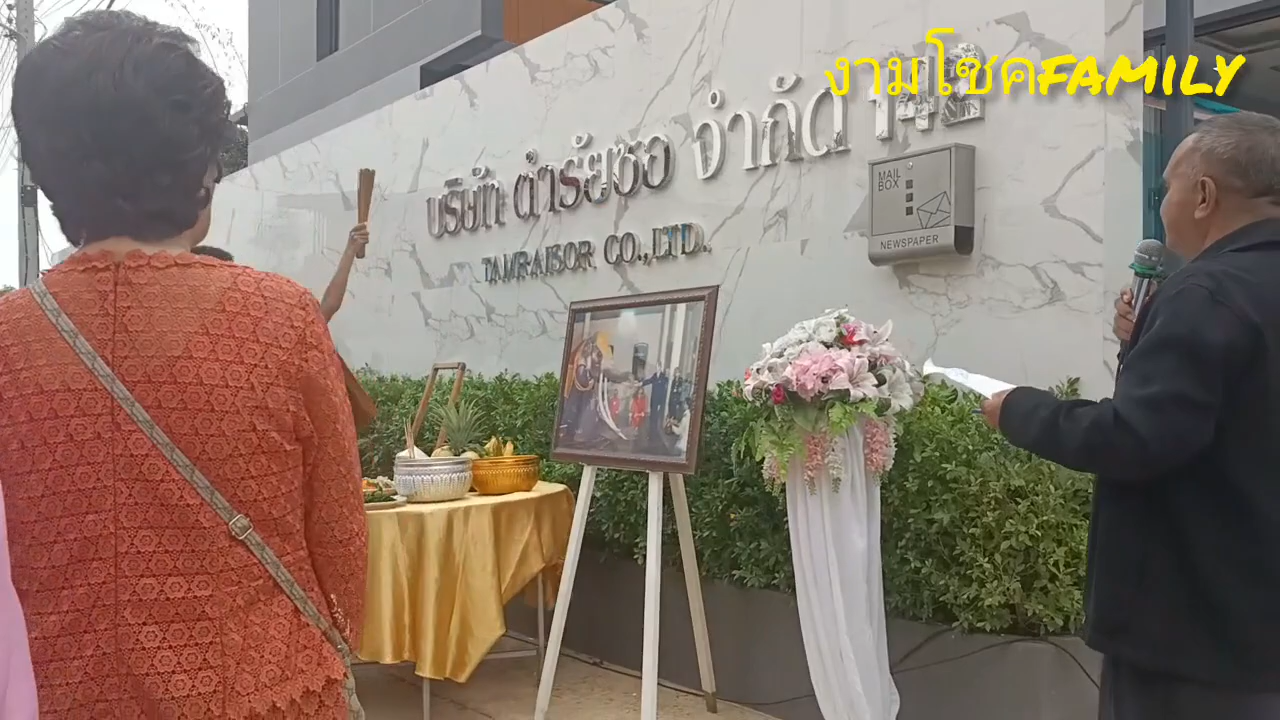 งามโชคFAMILY
บริษัท ตำรัยซอ จำกัด 142
TAMRAISOR CO.,LTD.
MAIL
BOX
NEWSPAPER